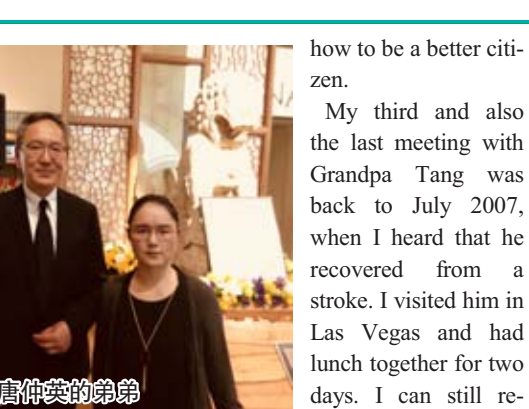 唐仲英的弟弟
how to be a better citi-
zen.
My third and also
the last meeting with
Grandpa Tang was
back to July 2007,
when I heard that he
recovered from a
stroke. I visited him in
Las Vegas and had
lunch together for two
days. I can still re-